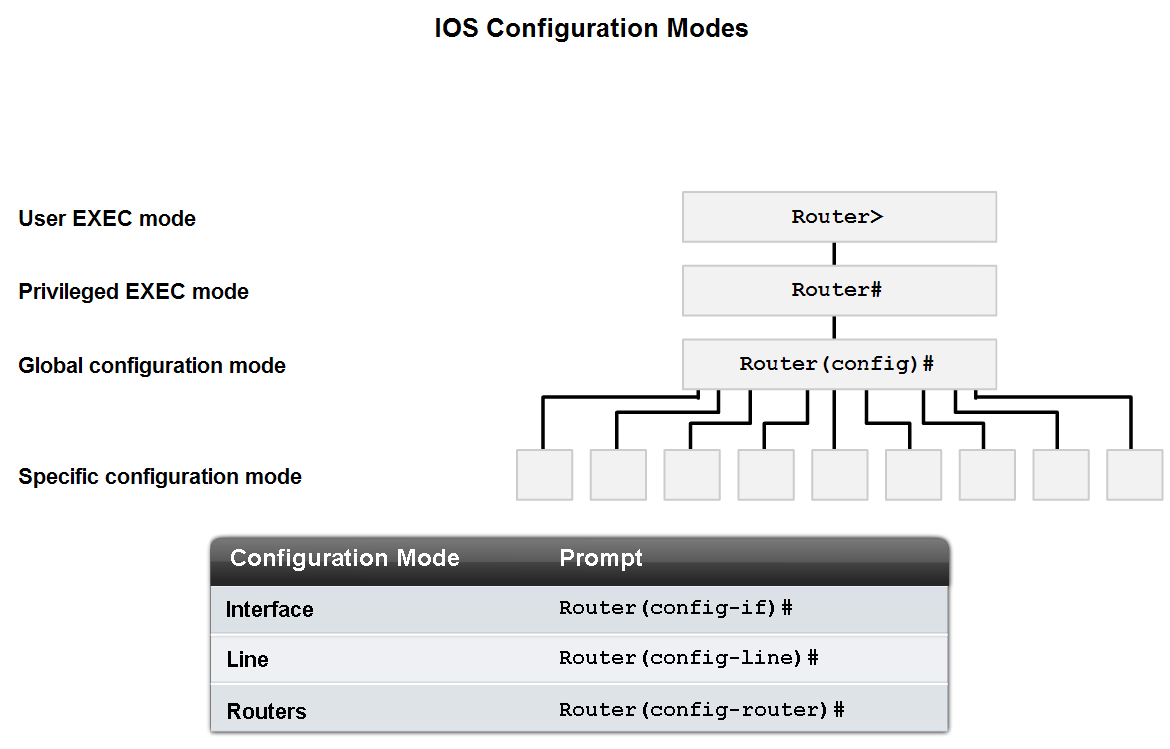 IOS Configuration Modes
User EXEC mode
Router>
Privileged EXEC mode
Router#
Global configuration mode
Router(config)#
Specific configuration mode
Configuration Mode Prompt
Interface Router(config-if)#
Line Router(config-line)#
Routers Router(config-router)#